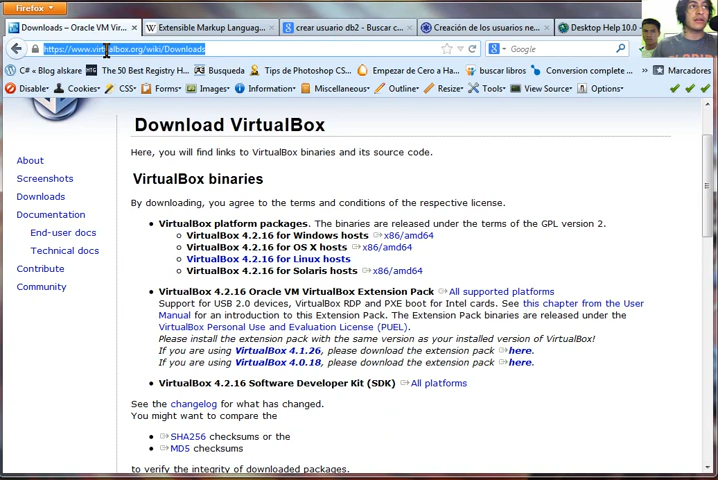 Firefox
Downloads – Oracle VM Vir... × Extensible Markup Languag... × crear usuario db2 - Buscar c... × Creación de los usuarios ne... × Desktop Help 10.0
https://www.virtualbox.org/wiki/Downloads Google
C# « Blog alskare The 50 Best Registry H... Busqueda Tips de Photoshop CS... Empezar de Cero a Ha... buscar libros Conversion complete ... » Marcadores
Disable Cookies CSS Forms Images Information Miscellaneous Outline Resize Tools View Source Options
Download VirtualBox
Here, you will find links to VirtualBox binaries and its source code.
About
Screenshots
Downloads
Documentation
End-user docs
Technical docs
Contribute
Community
VirtualBox binaries
By downloading, you agree to the terms and conditions of the respective license.
• VirtualBox platform packages. The binaries are released under the terms of the GPL version 2.
VirtualBox 4.2.16 for Windows hosts x86/amd64
VirtualBox 4.2.16 for OS X hosts x86/amd64
VirtualBox 4.2.16 for Linux hosts
VirtualBox 4.2.16 for Solaris hosts x86/amd64
• VirtualBox 4.2.16 Oracle VM VirtualBox Extension Pack All supported platforms
Support for USB 2.0 devices, VirtualBox RDP and PXE boot for Intel cards. See this chapter from the User
Manual for an introduction to this Extension Pack. The Extension Pack binaries are released under the
VirtualBox Personal Use and Evaluation License (PUEL).
Please install the extension pack with the same version as your installed version of VirtualBox!
If you are using VirtualBox 4.1.26, please download the extension pack here.
If you are using VirtualBox 4.0.18, please download the extension pack here.
• VirtualBox 4.2.16 Software Developer Kit (SDK) All platforms
See the changelog for what has changed.
You might want to compare the
• SHA256 checksums or the
• MD5 checksums
to verify the integrity of downloaded packages.